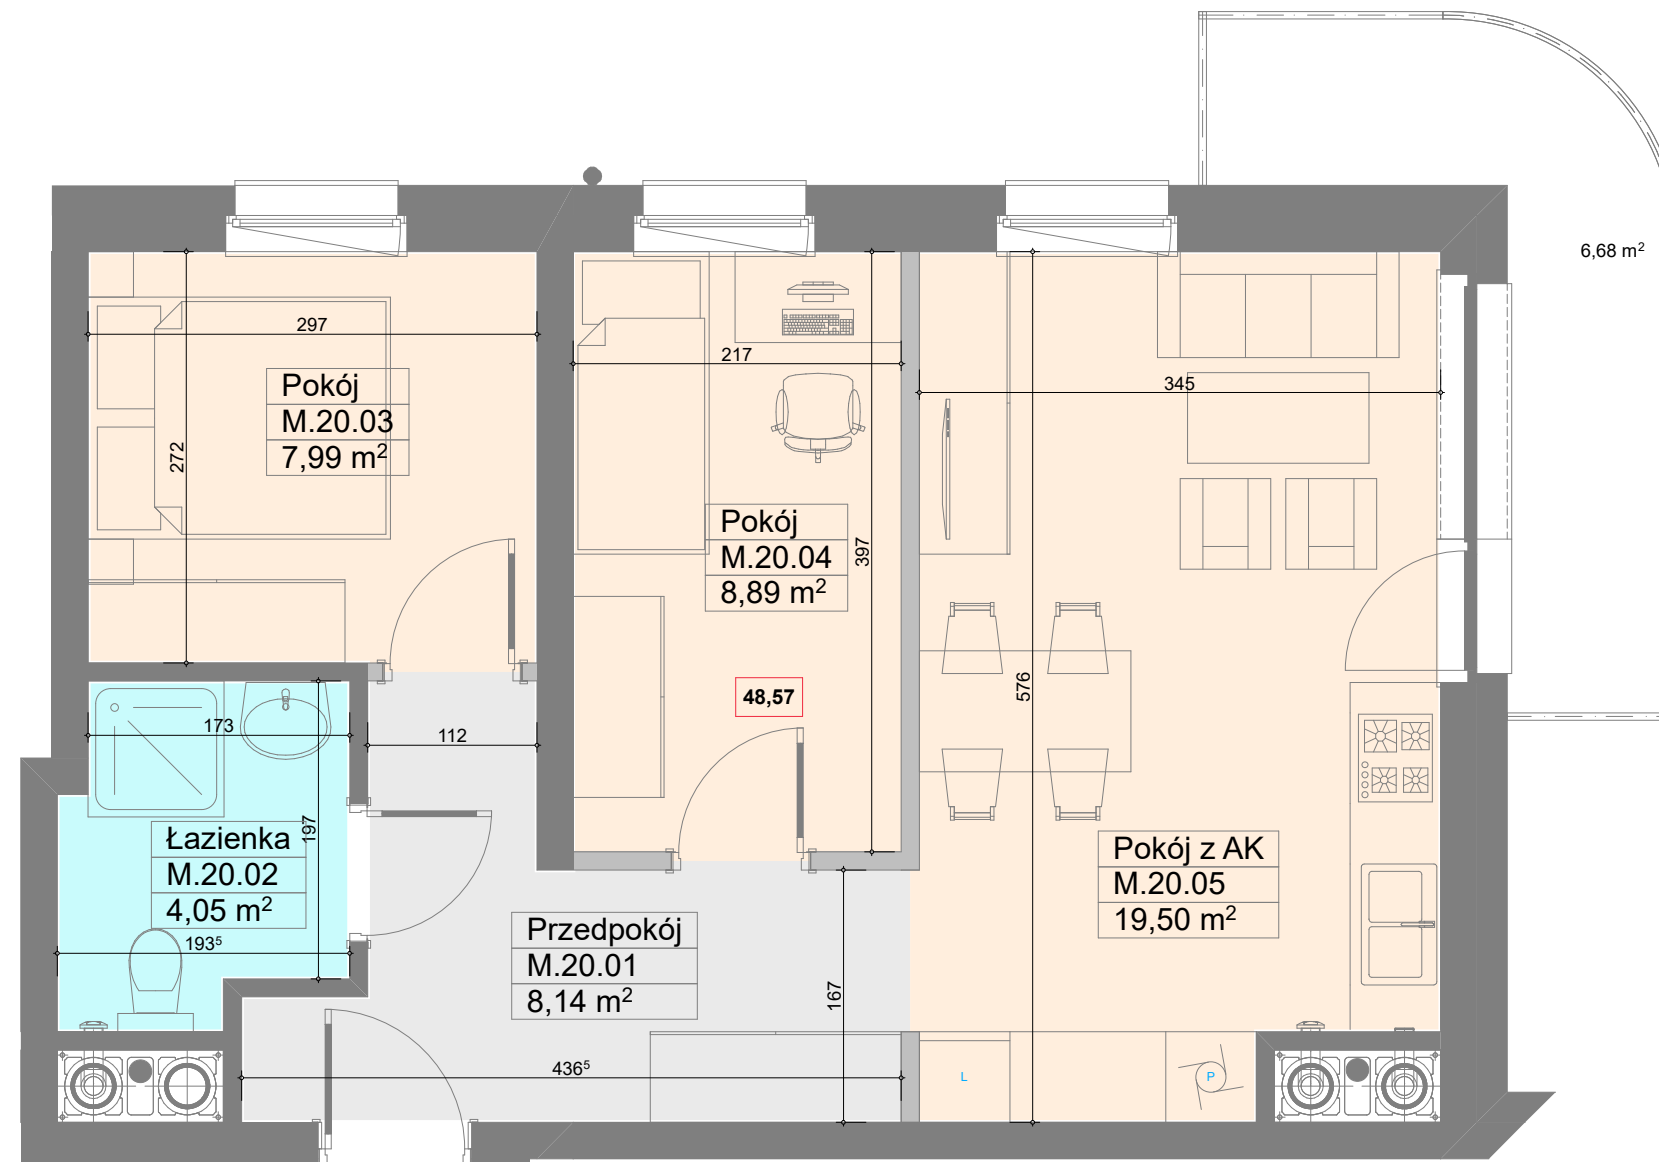 6,68 m²
297
217
345
Pokój
M.20.03
7,99 m²
272
Pokój
M.20.04
8,89 m²
397
576
48,57
173
112
197
Łazienka
M.20.02
4,05 m²
193⁵
Pokój z AK
M.20.05
19,50 m²
Przedpokój
M.20.01
8,14 m²
167
436⁵
L
P